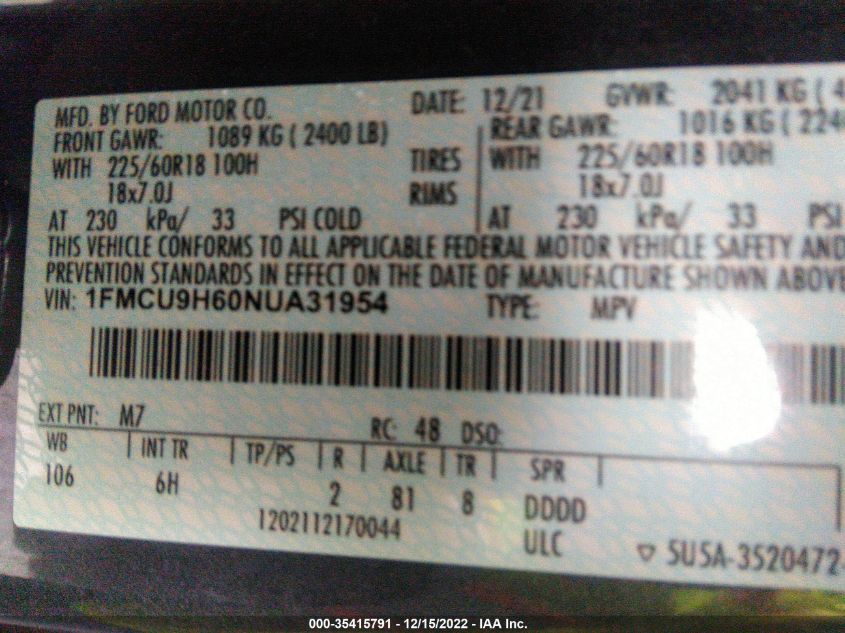 MFD. BY FORD MOTOR CO. DATE: 12/21 GVWR: 2041 KG ( 4
FRONT GAWR: 1089 KG ( 2400 LB) REAR GAWR: 1016 KG ( 224
WITH 225/60R18 100H TIRES WITH 225/60R18 100H
18x7.0J RIMS 18x7.0J
AT 230 kPa/ 33 PSI COLD AT 230 kPa/ 33 PSI
THIS VEHICLE CONFORMS TO ALL APPLICABLE FEDERAL MOTOR VEHICLE SAFETY AND
PREVENTION STANDARDS IN EFFECT ON THE DATE OF MANUFACTURE SHOWN ABOVE
VIN: 1FMCU9H60NUA31954 TYPE: MPV
EXT PNT: M7 RC: 48 DSO:
WB INT TR TP/PS R AXLE TR SPR
106 6H 2 81 8 DDDD
1202112170044 ULC ▽ 5USA-3S20472-
000-35415791 - 12/15/2022 - IAA Inc.